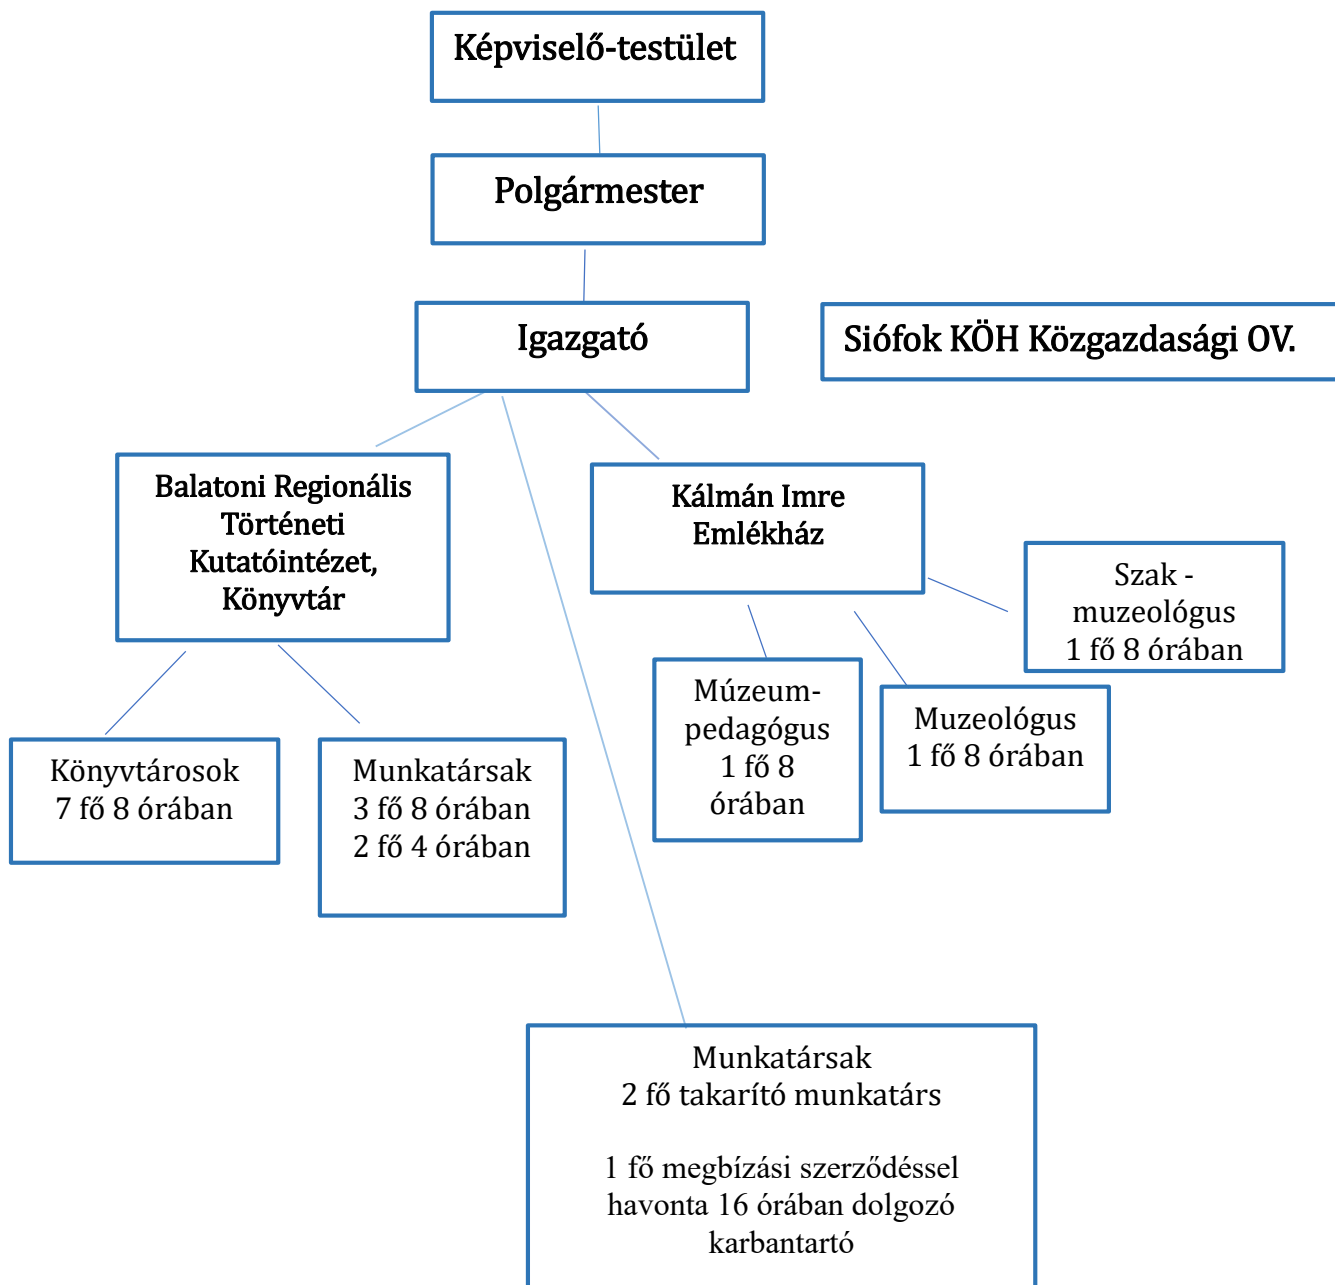 Képviselő-testület
Polgármester
Igazgató
Siófok KÖH Közgazdasági OV.
Balatoni Regionális
Történeti
Kutatóintézet,
Könyvtár
Kálmán Imre
Emlékház
Szak -
muzeológus
1 fő 8 órában
Múzeum-
pedagógus
1 fő 8
órában
Muzeológus
1 fő 8 órában
Könyvtárosok
7 fő 8 órában
Munkatársak
3 fő 8 órában
2 fő 4 órában
Munkatársak
2 fő takarító munkatárs
1 fő megbízási szerződéssel
havonta 16 órában dolgozó
karbantartó